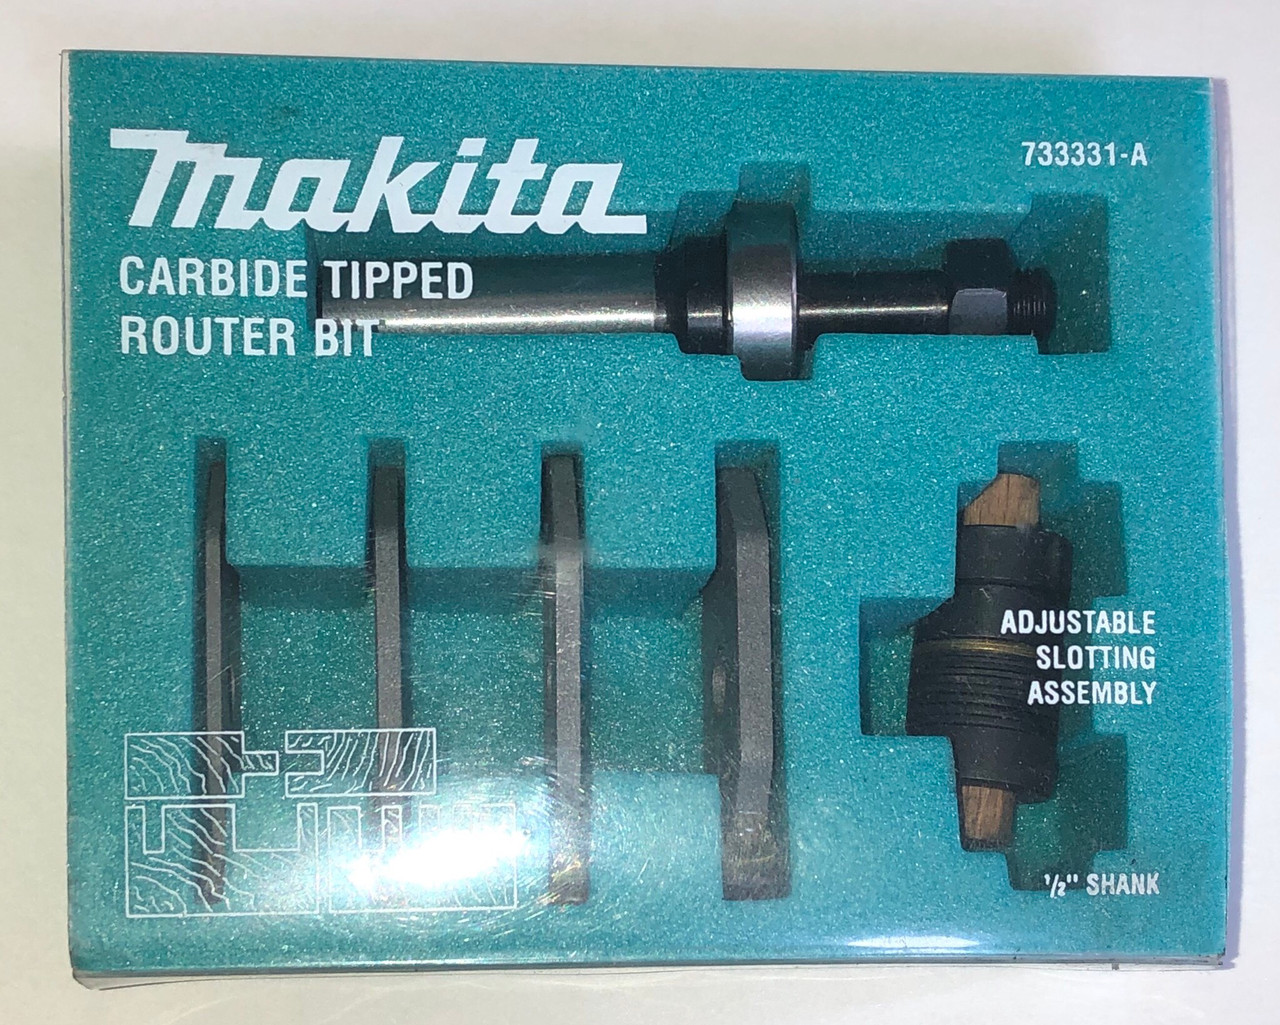 makita
733331-A
CARBIDE TIPPED
ROUTER BIT
ADJUSTABLE
SLOTTING
ASSEMBLY
1/2" SHANK